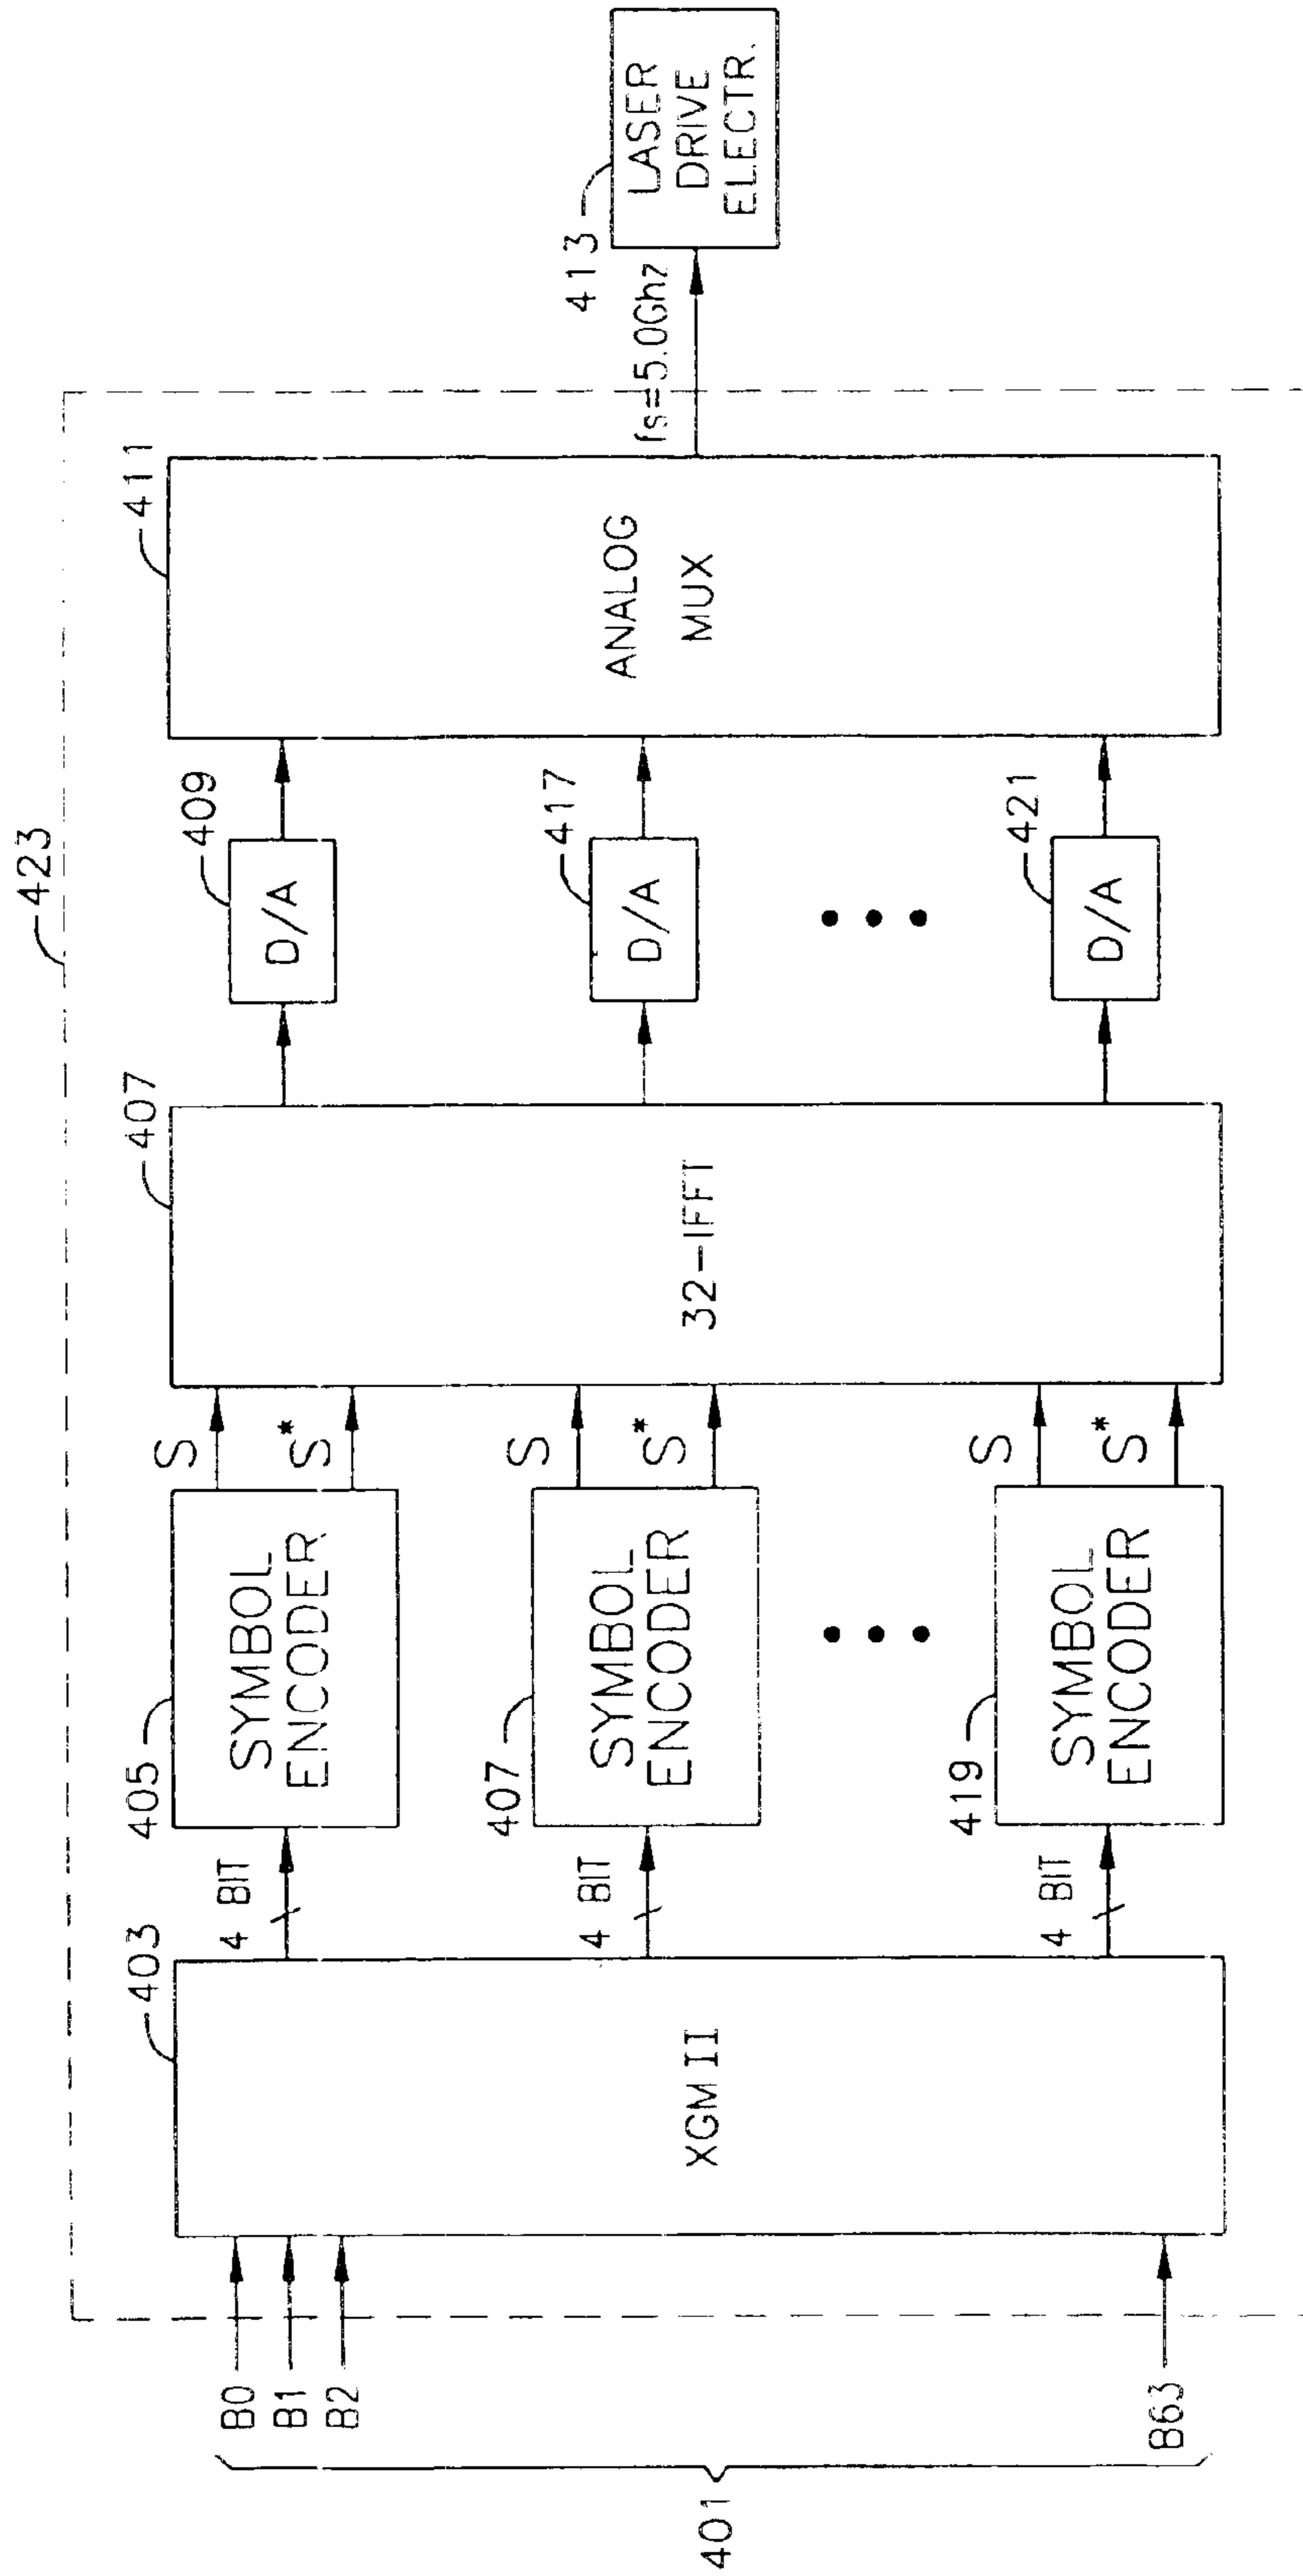 423
401
B0
B1
B2
B63
403
XGMII
4 BIT
4 BIT
4 BIT
405
SYMBOL
ENCODER
407
SYMBOL
ENCODER
419
SYMBOL
ENCODER
S
S*
S
S*
S
S*
407
32-IFFT
409
D/A
417
D/A
421
D/A
411
ANALOG
MUX
fs=5.0Ghz
413
LASER
DRIVE
ELECTR.